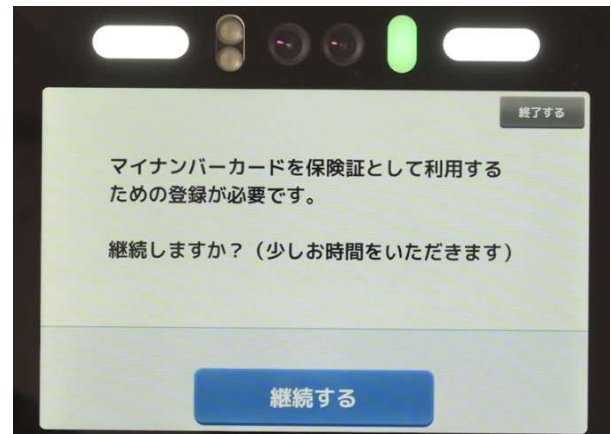 終了する
マイナンバーカードを保険証として利用する
ための登録が必要です。
継続しますか？（少しお時間をいただきます）
継続する